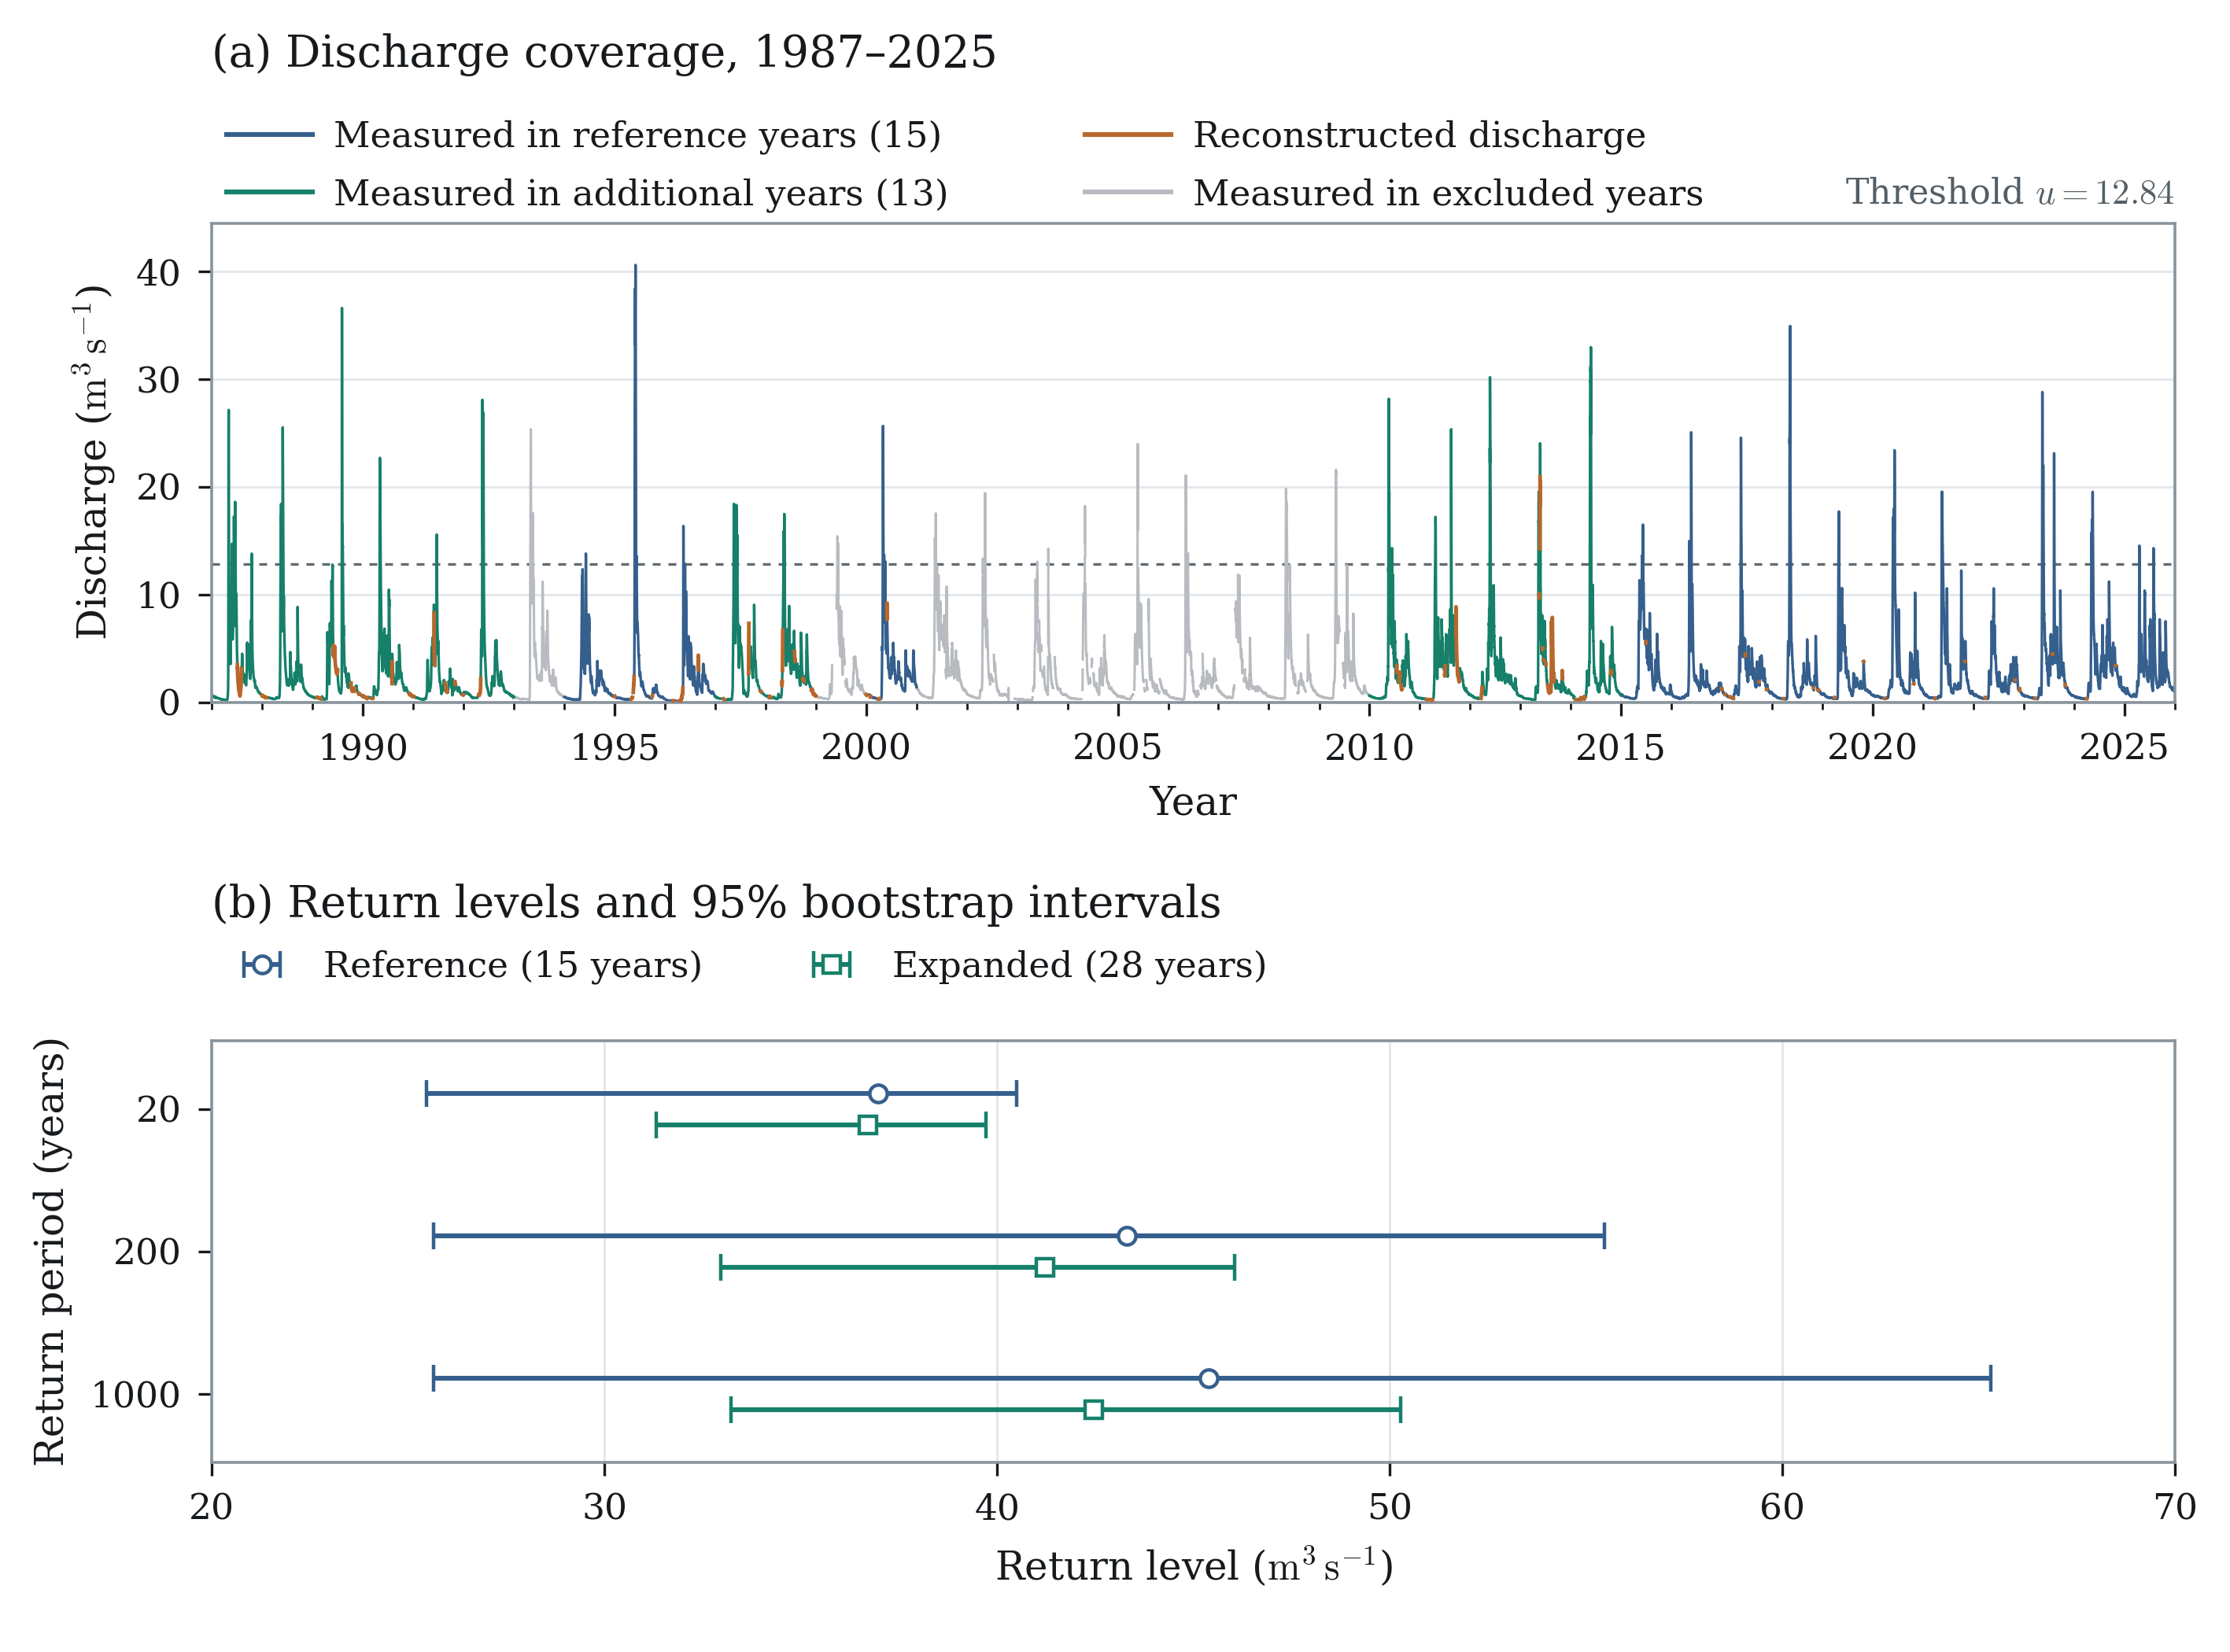 (a) Discharge coverage, 1987–2025
Measured in reference years (15)
Reconstructed discharge
Measured in additional years (13)
Measured in excluded years
Threshold u = 12.84
Discharge (m³ s⁻¹)
40
30
20
10
0
1990 1995 2000 2005 2010 2015 2020 2025
Year
(b) Return levels and 95% bootstrap intervals
Reference (15 years)
Expanded (28 years)
Return period (years)
20
200
1000
20 30 40 50 60 70
Return level (m³ s⁻¹)